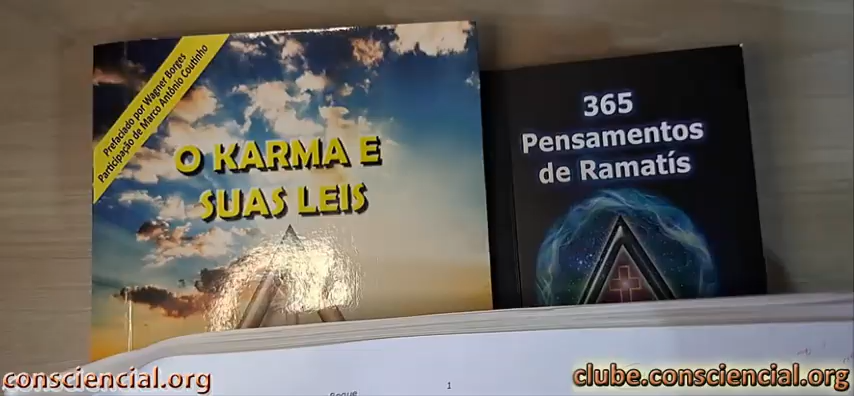 Prefaciado por Wagner Borges
Participação de Marco Antônio Coutinho
O KARMA E
SUAS LEIS
365
Pensamentos
de Ramatís
1
consciencial.org
clube.consciencial.org